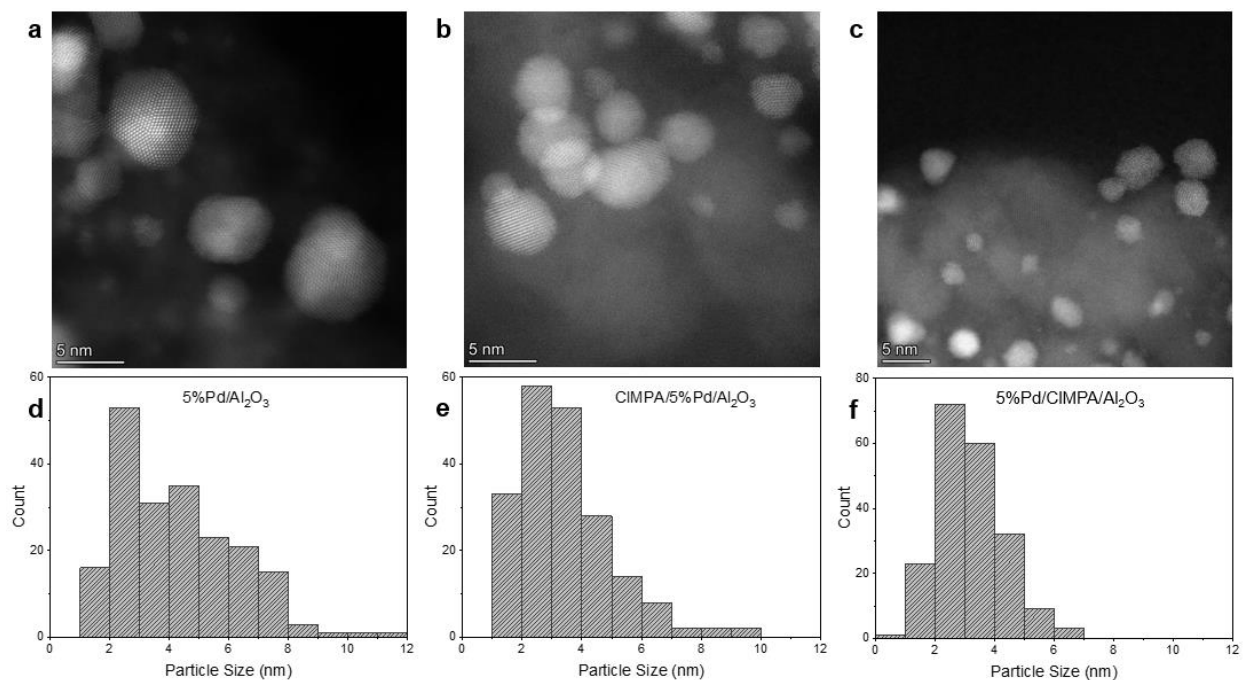 a
5 nm
b
5 nm
c
5 nm
d
5%Pd/Al₂O₃
60
40
20
0
Count
0 2 4 6 8 10 12
Particle Size (nm)
e
CIMPA/5%Pd/Al₂O₃
60
40
20
0
Count
0 2 4 6 8 10 12
Particle Size (nm)
f
5%Pd/CIMPA/Al₂O₃
80
60
40
20
0
Count
0 2 4 6 8 10 12
Particle Size (nm)